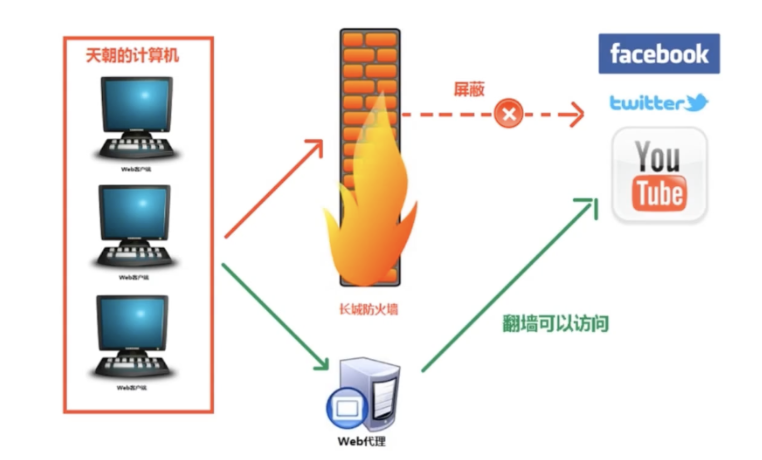 天朝的计算机
Web客户端
Web客户端
Web客户端
长城防火墙
屏蔽
facebook
twitter
You
Tube
翻墙可以访问
Web代理